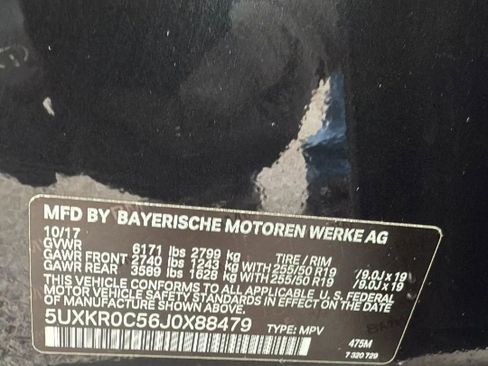 MFD BY BAYERISCHE MOTOREN WERKE AG
10/17
GVWR 6171 lbs 2799 kg TIRE / RIM
GAWR FRONT 2740 lbs 1243 kg WITH 255/50 R19 /9.0J x 19
GAWR REAR 3589 lbs 1628 kg WITH 255/50 R19 /9.0J x 19
THIS VEHICLE CONFORMS TO ALL APPLICABLE U.S. FEDERAL
MOTOR VEHICLE SAFETY STANDARDS IN EFFECT ON THE DATE
OF MANUFACTURE SHOWN ABOVE.
5UXKR0C56J0X88479 TYPE: MPV 475M
7 320 729